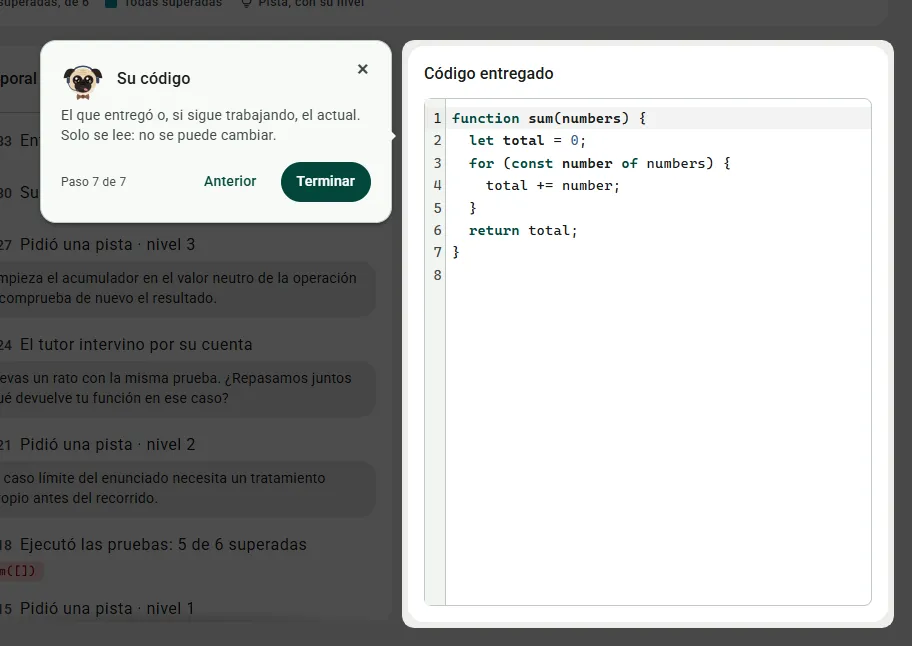 superadas, de 6 Todas superadas Pista, con su nivel
Su código
El que entregó o, si sigue trabajando, el actual.
Solo se lee: no se puede cambiar.
Paso 7 de 7 Anterior Terminar
27 Pidió una pista · nivel 3
mpieza el acumulador en el valor neutro de la operación
comprueba de nuevo el resultado.
24 El tutor intervino por su cuenta
evas un rato con la misma prueba. ¿Repasamos juntos
ué devuelve tu función en ese caso?
21 Pidió una pista · nivel 2
caso límite del enunciado necesita un tratamiento
opio antes del recorrido.
18 Ejecutó las pruebas: 5 de 6 superadas
m([])
15 Pidió una pista · nivel 1
Código entregado
1 function sum(numbers) {
2 let total = 0;
3 for (const number of numbers) {
4 total += number;
5 }
6 return total;
7 }
8